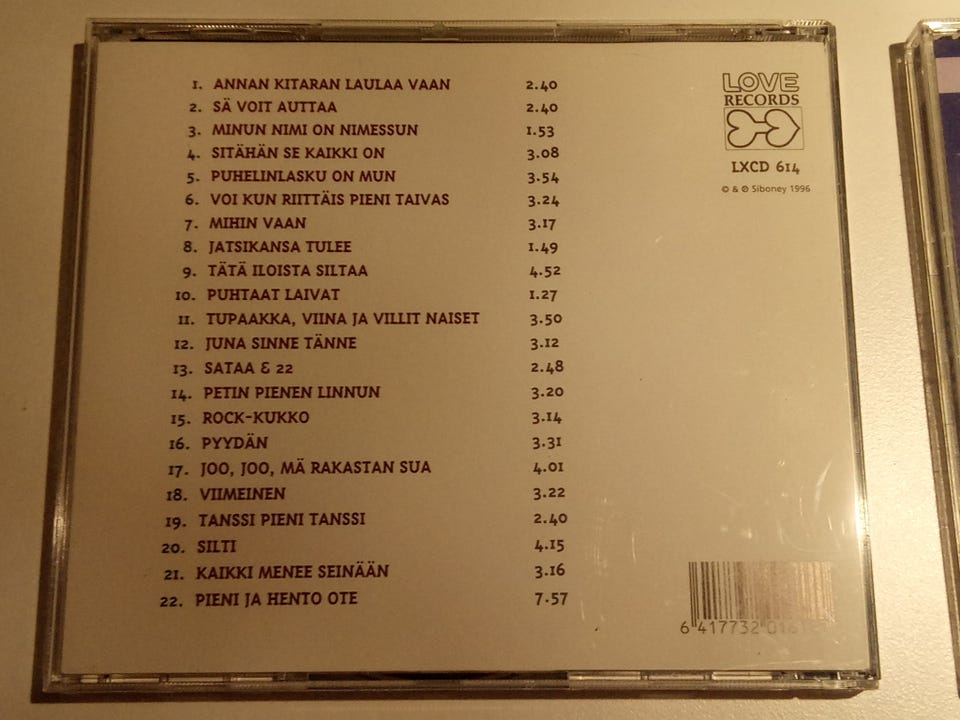 1. ANNAN KITARAN LAULAA VAAN 2.40
2. SÄ VOIT AUTTAA 2.40
3. MINUN NIMI ON NIMESSUN 1.53
4. SITÄHÄN SE KAIKKI ON 3.08
5. PUHELINLASKU ON MUN 3.54
6. VOI KUN RIITTÄIS PIENI TAIVAS 3.24
7. MIHIN VAAN 3.17
8. JATSIKANSA TULEE 1.49
9. TÄTÄ ILOISTA SILTAA 4.52
10. PUHTAAT LAIVAT 1.27
11. TUPAAKKA, VIINA JA VILLIT NAISET 3.50
12. JUNA SINNE TÄNNE 3.12
13. SATAA & 22 2.48
14. PETIN PIENEN LINNUN 3.20
15. ROCK-KUKKO 3.14
16. PYYDÄN 3.31
17. JOO, JOO, MÄ RAKASTAN SUA 4.01
18. VIIMEINEN 3.22
19. TANSSI PIENI TANSSI 2.40
20. SILTI 4.15
21. KAIKKI MENEE SEINÄÄN 3.16
22. PIENI JA HENTO OTE 7.57
LOVE
RECORDS
LXCD 614
© & ℗ Siboney 1996
6 417732